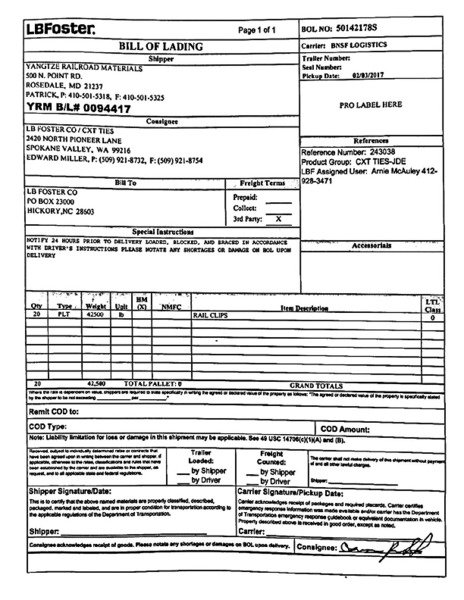 LBFoster.
Page 1 of 1
BOL NO: 50142178S
BILL OF LADING
Carrier: BNSF LOGISTICS
Shipper
Trailer Number:
Seal Number:
Pickup Date: 02/03/2017
YANGTZE RAILROAD MATERIALS
500 N. POINT RD.
ROSEDALE, MD 21237
PATRICK, P: 410-501-5318, F: 410-501-5325
YRM B/L# 0094417
PRO LABEL HERE
Consignee
LB FOSTER CO / CXT TIES
2420 NORTH PIONEER LANE
SPOKANE VALLEY, WA 99216
EDWARD MILLER, P: (509) 921-8732, F: (509) 921-8754
References
Reference Number: 243038
Product Group: CXT TIES-JDE
LBF Assigned User: Arnie McAuley 412-
928-3471
Bill To
Freight Terms
LB FOSTER CO
PO BOX 23000
HICKORY,NC 28603
Prepaid:
Collect:
3rd Party: X
Special Instructions
Accessorials
NOTIFY 24 HOURS PRIOR TO DELIVERY LOADED, BLOCKED, AND BRACED IN ACCORDANCE
WITH DRIVER'S INSTRUCTIONS PLEASE NOTATE ANY SHORTAGES OR DAMAGE ON BOL UPON
DELIVERY
Qty Type Weight Unit HM (X) NMFC Item Description LTL Class
20 PLT 42500 lb RAIL CLIPS 0
20 42,500 TOTAL PALLET: 0 GRAND TOTALS
Where the rate is dependent on value, shippers are required to state specifically in writing the agreed or declared value of the property as follows: "The agreed or declared value of the property is specifically stated
by the shipper to be not exceeding ____ per ____
Remit COD to:
COD Type:
COD Amount:
Note: Liability limitation for loss or damage in this shipment may be applicable. See 49 USC 14706(c)(1)(A) and (B).
Received, subject to individually determined rates or contracts that
have been agreed upon in writing between the carrier and shipper, if
applicable, otherwise to the rates, classifications and rules that have
been established by the carrier and are available to the shipper, on
request, and to all applicable state and federal regulations.
Trailer
Loaded:
__ by Shipper
__ by Driver
Freight
Counted:
__ by Shipper
__ by Driver
The carrier shall not make delivery of this shipment without payment
of and all other lawful charges.
Shipper:
Shipper Signature/Date:
This is to certify that the above named materials are properly classified, described,
packaged, marked and labeled, and are in proper condition for transportation according to
the applicable regulations of the Department of Transportation.
Shipper:
Carrier Signature/Pickup Date:
Carrier acknowledges receipt of packages and required placards. Carrier certifies
emergency response information was made available and/or carrier has the Department
of Transportation emergency response guidebook or equivalent documentation in vehicle.
Property described above is received in good order, except as noted.
Carrier:
Consignee acknowledges receipt of goods. Please notate any shortages or damages on BOL upon delivery.
Consignee: